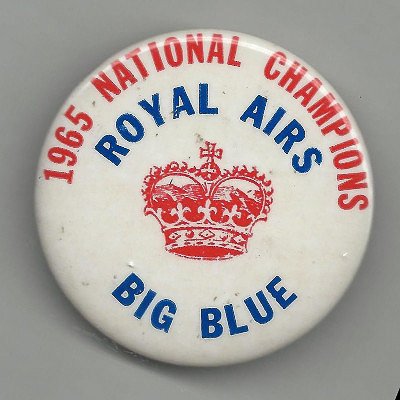 1965 NATIONAL CHAMPIONS
ROYAL AIRS
BIG BLUE